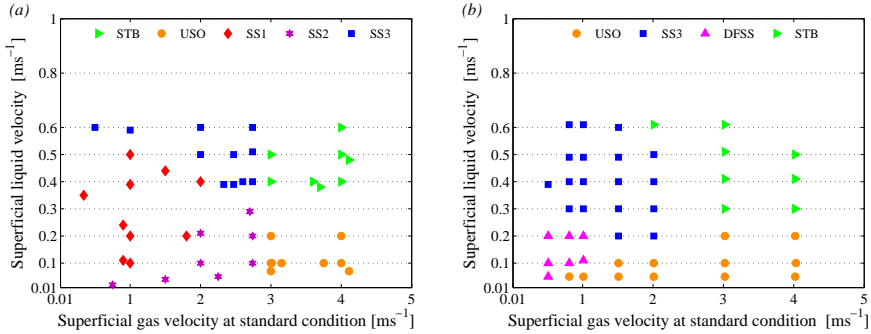 (a)
STB USO SS1 SS2 SS3
Superficial liquid velocity [ms⁻¹]
1
0.8
0.6
0.5
0.4
0.3
0.2
0.1
0.01
0.01 1 2 3 4 5
Superficial gas velocity at standard condition [ms⁻¹]
(b)
USO SS3 DFSS STB
Superficial liquid velocity [ms⁻¹]
1
0.8
0.6
0.5
0.4
0.3
0.2
0.1
0.01
0.01 1 2 3 4 5
Superficial gas velocity at standard condition [ms⁻¹]